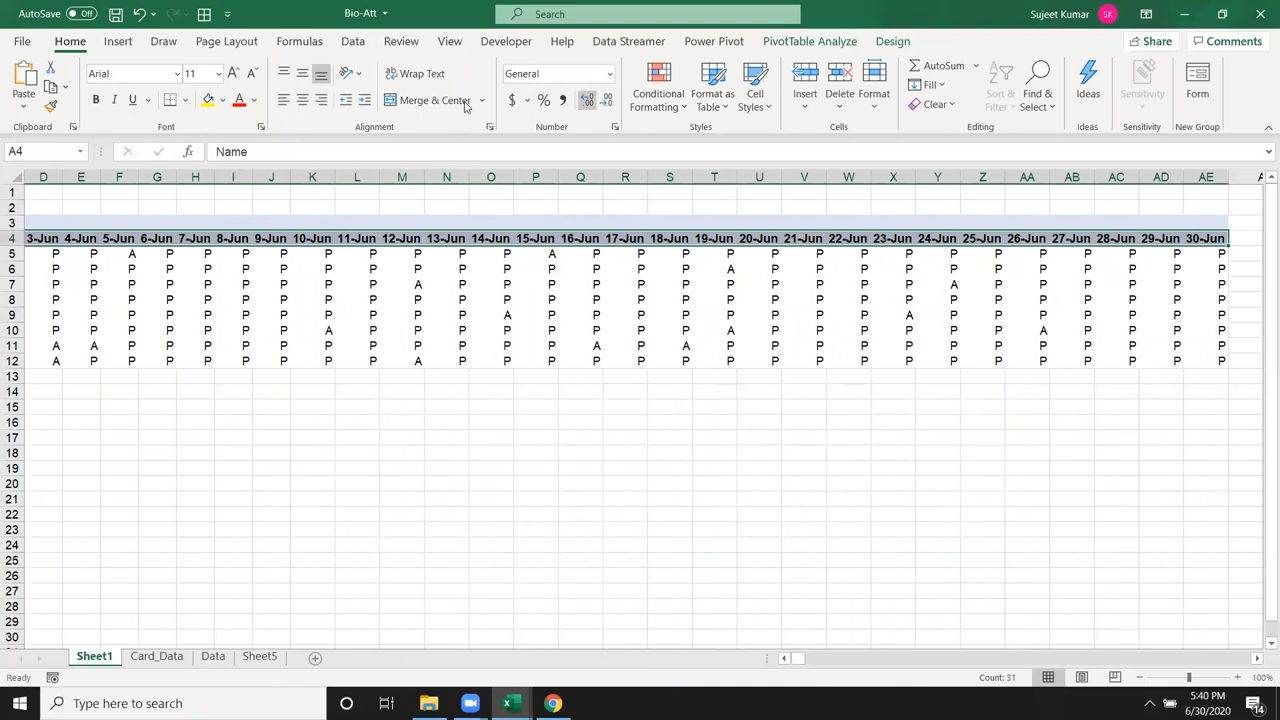 AutoSave Off Bio-Att Search Sujeet Kumar SK
File Home Insert Draw Page Layout Formulas Data Review View Developer Help Data Streamer Power Pivot PivotTable Analyze Design Share Comments
Paste Arial 11 Wrap Text General Conditional Formatting Format as Table Cell Styles Insert Delete Format AutoSum Fill Clear Sort & Filter Find & Select Ideas Sensitivity Form
B I U Merge & Center $ % ,
Clipboard Font Alignment Number Styles Cells Editing Ideas Sensitivity New Group
A4 fx Name
D E F G H I J K L M N O P Q R S T U V W X Y Z AA AB AC AD AE A
1
2
3
4 3-Jun 4-Jun 5-Jun 6-Jun 7-Jun 8-Jun 9-Jun 10-Jun 11-Jun 12-Jun 13-Jun 14-Jun 15-Jun 16-Jun 17-Jun 18-Jun 19-Jun 20-Jun 21-Jun 22-Jun 23-Jun 24-Jun 25-Jun 26-Jun 27-Jun 28-Jun 29-Jun 30-Jun
5 P P A P P P P P P P P P A P P P P P P P P P P P P P P P
6 P P P P P P P P P P P P P P P P A P P P P P P P P P P P
7 P P P P P P P P P A P P P P P P P P P P P A P P P P P P
8 P P P P P P P P P P P P P P P P P P P P P P P P P P P P
9 P P P P P P P P P P P A P P P P P P P P A P P P P P P P
10 P P P P P P P A P P P P P P P P A P P P P P P A P P P P
11 A A P P P P P P P P P P P A P A P P P P P P P P P P P P
12 A P P P P P P P P A P P P P P P P P P P P P P P P P P P
13
14
15
16
17
18
19
20
21
22
23
24
25
26
27
28
29
30
Sheet1 Card_Data Data Sheet5
Ready Count: 31 100%
Type here to search 5:40 PM
6/30/2020 14